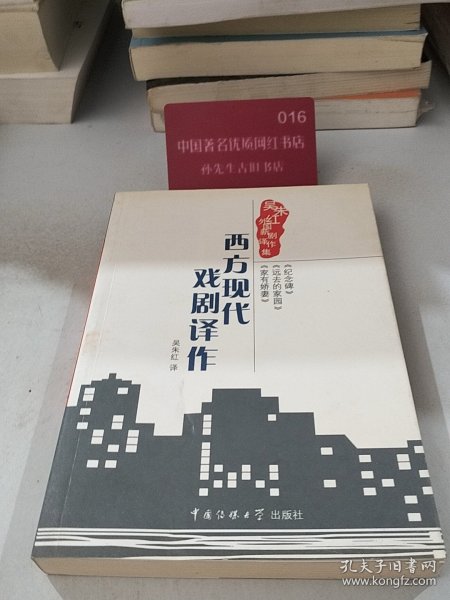 016
中国著名优质网红书店
孙先生古旧书店
吴朱红
外国新剧作
译集
西方现代
戏剧译作
《纪念碑》
《远去的家园》
《家有娇妻》
吴朱红 译
中国传媒大学出版社
孔夫子旧书网
www.kongfz.com